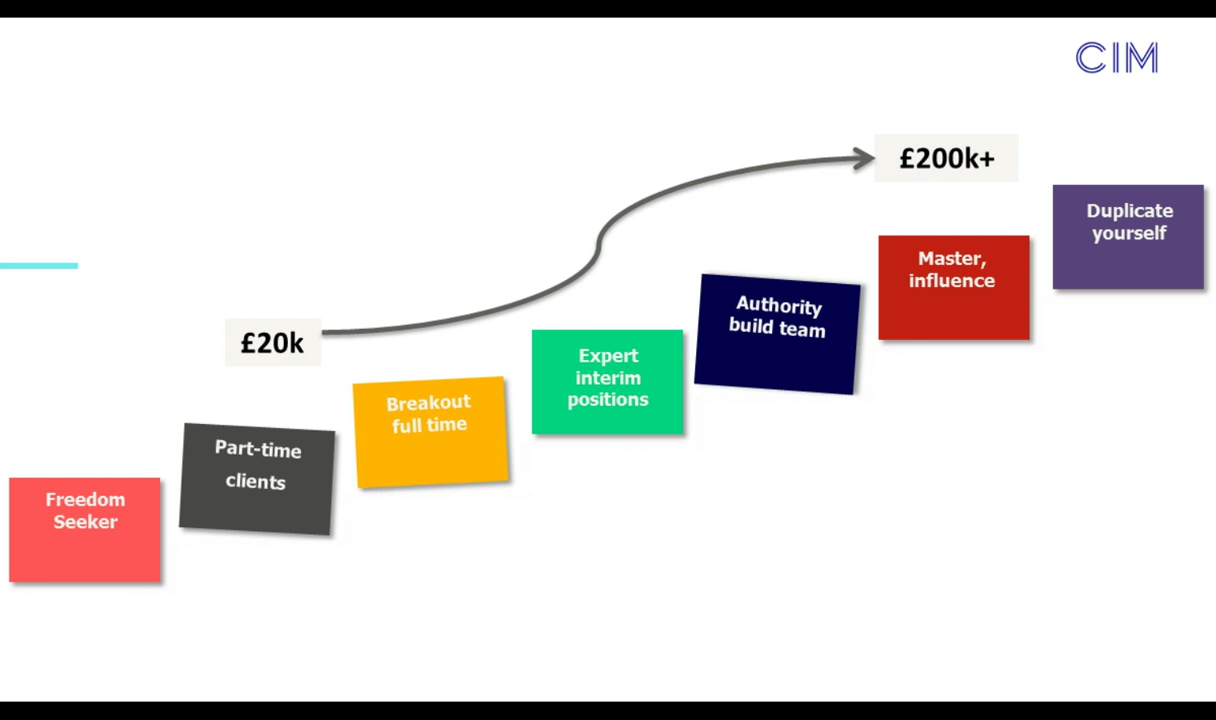 CIM
£200k+
Duplicate
yourself
Master,
influence
Authority
build team
£20k
Expert
interim
positions
Breakout
full time
Part-time
clients
Freedom
Seeker